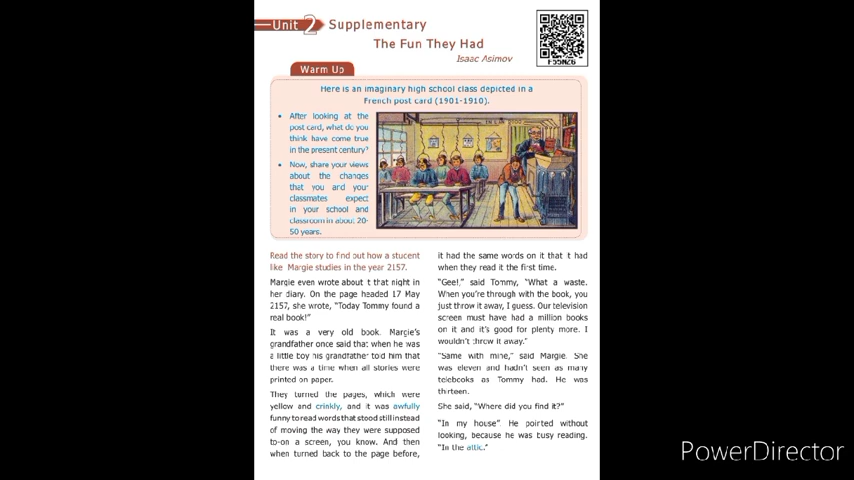 Unit 2 Supplementary
The Fun They Had
Isaac Asimov
Warm Up
Here is an imaginary high school class depicted in a
French post card (1901-1910).
• After looking at the
post card, what do you
think have come true
in the present century?
• Now, share your views
about the changes
that you and your
classmates expect
in your school and
classroom in about 20-
50 years.
Read the story to find out how a student
like Margie studies in the year 2157.
Margie even wrote about it that night in
her diary. On the page headed 17 May
2157, she wrote, "Today Tommy found a
real book!"
It was a very old book. Margie's
grandfather once said that when he was
a little boy his grandfather told him that
there was a time when all stories were
printed on paper.
They turned the pages, which were
yellow and crinkly, and it was awfully
funny to read words that stood still instead
of moving the way they were supposed
to-on a screen, you know. And then
when turned back to the page before,
it had the same words on it that it had
when they read it the first time.
"Gee!," said Tommy, "What a waste.
When you're through with the book, you
just throw it away, I guess. Our television
screen must have had a million books
on it and it's good for plenty more. I
wouldn't throw it away."
"Same with mine," said Margie. She
was eleven and hadn't seen as many
telebooks as Tommy had. He was
thirteen.
She said, "Where did you find it?"
"In my house". He pointed without
looking, because he was busy reading.
"In the attic."
PowerDirector